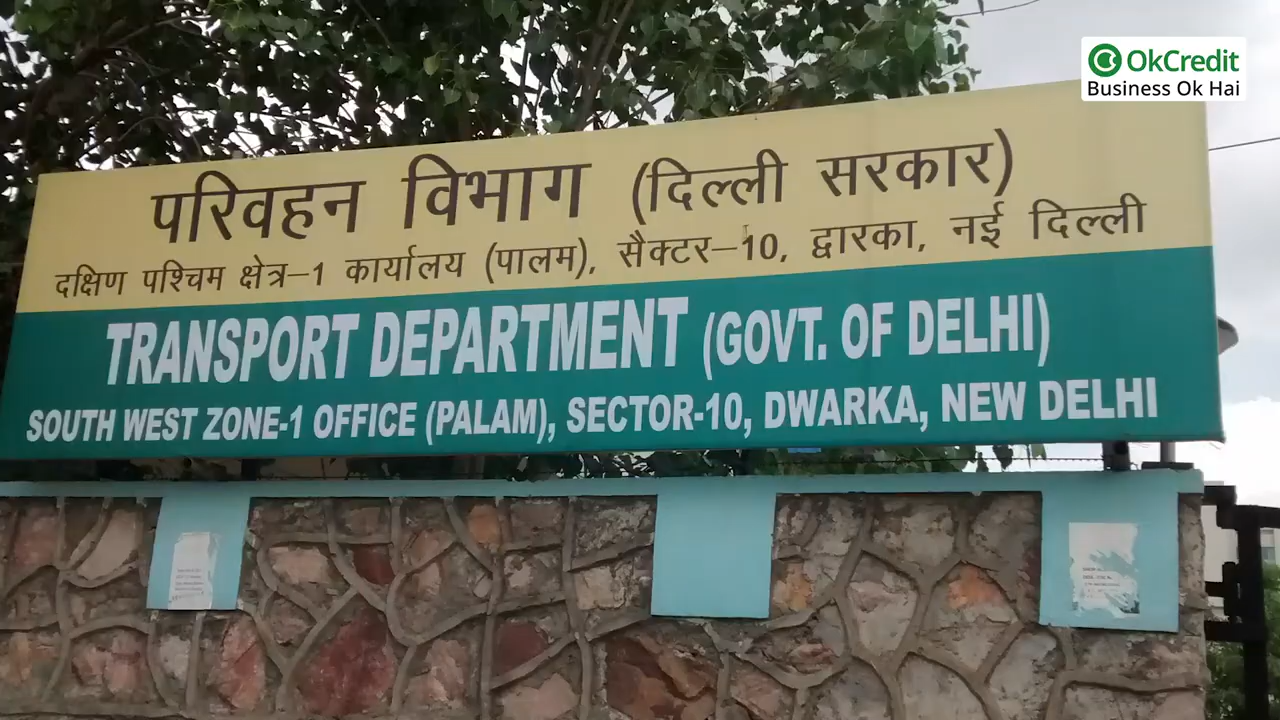 OkCredit
Business Ok Hai
परिवहन विभाग (दिल्ली सरकार)
दक्षिण पश्चिम क्षेत्र–1 कार्यालय (पालम), सैक्टर–10, द्वारका, नई दिल्ली
TRANSPORT DEPARTMENT (GOVT. OF DELHI)
SOUTH WEST ZONE-1 OFFICE (PALAM), SECTOR-10, DWARKA, NEW DELHI